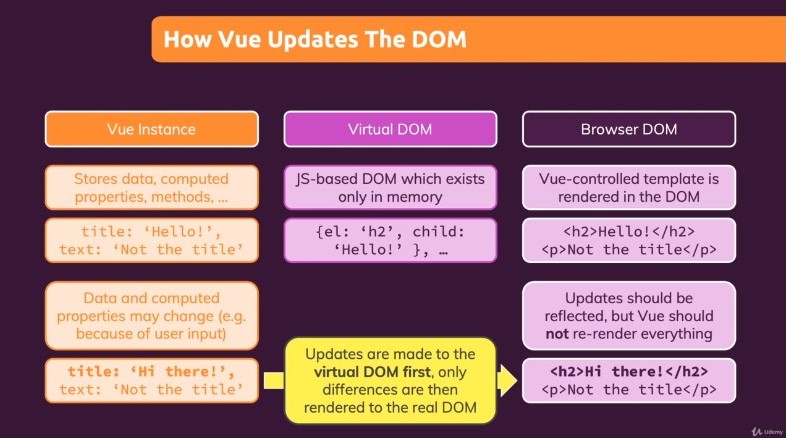 How Vue Updates The DOM
Vue Instance
Virtual DOM
Browser DOM
Stores data, computed
properties, methods, …
JS-based DOM which exists
only in memory
Vue-controlled template is
rendered in the DOM
title: ‘Hello!’,
text: ‘Not the title’
{el: ‘h2’, child:
‘Hello!’ }, …
<h2>Hello!</h2>
<p>Not the title</p>
Data and computed
properties may change (e.g.
because of user input)
Updates should be
reflected, but Vue should
not re-render everything
title: ‘Hi there!’,
text: ‘Not the title’
Updates are made to the
virtual DOM first, only
differences are then
rendered to the real DOM
<h2>Hi there!</h2>
<p>Not the title</p>
Udemy